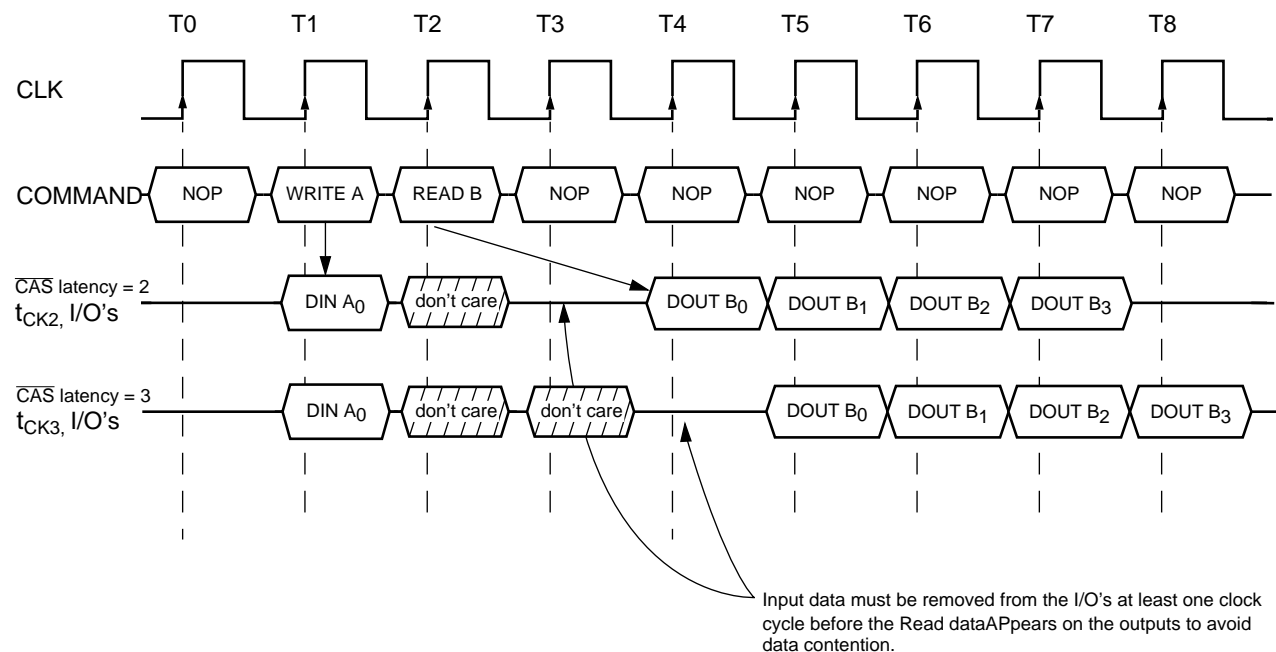 T0 T1 T2 T3 T4 T5 T6 T7 T8
CLK
COMMAND NOP WRITE A READ B NOP NOP NOP NOP NOP NOP
CAS latency = 2
tCK2, I/O's DIN A0 don't care DOUT B0 DOUT B1 DOUT B2 DOUT B3
CAS latency = 3
tCK3, I/O's DIN A0 don't care don't care DOUT B0 DOUT B1 DOUT B2 DOUT B3
Input data must be removed from the I/O's at least one clock
cycle before the Read dataAPpears on the outputs to avoid
data contention.